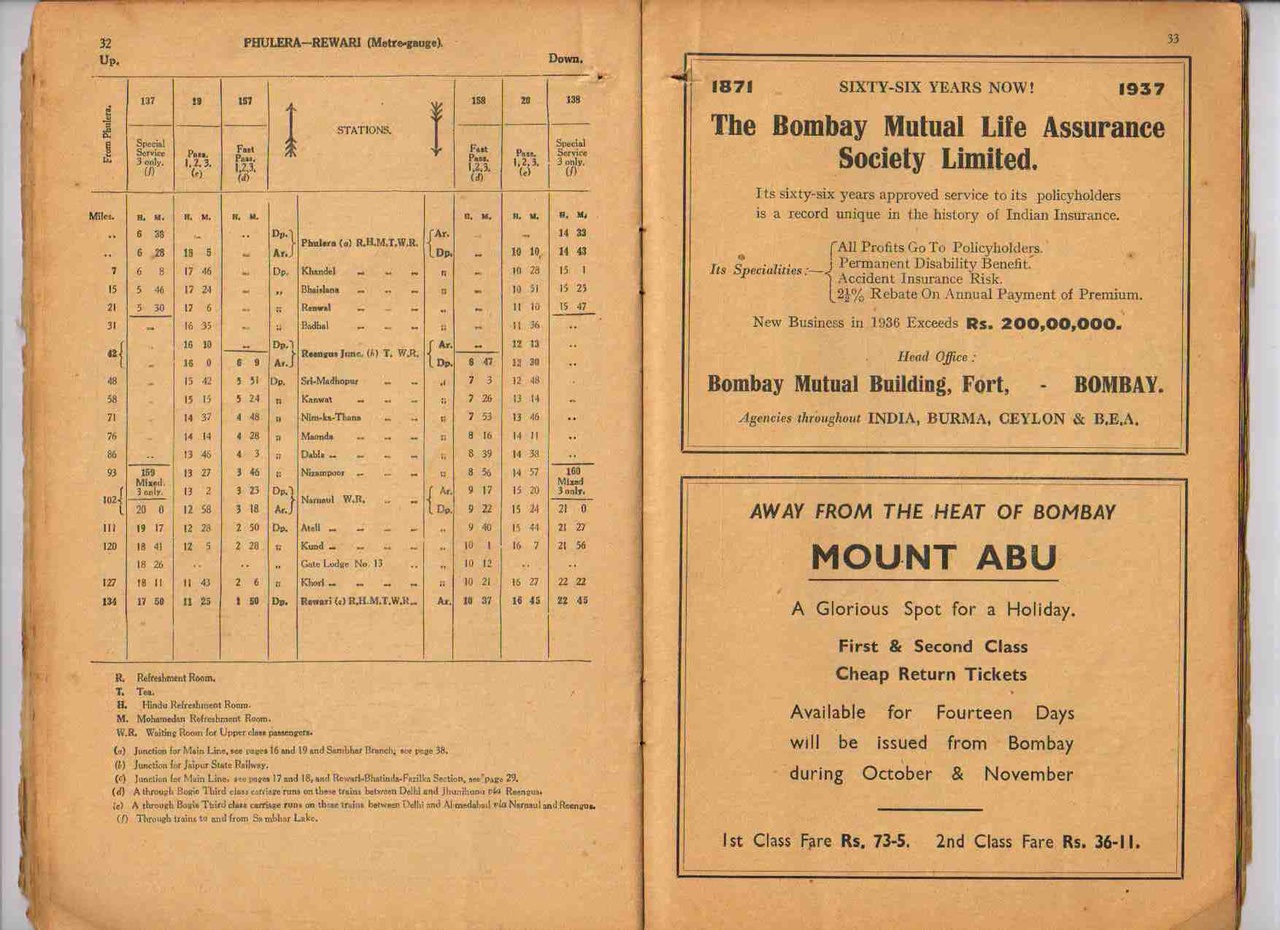 32 PHULERA—REWARI (Metre-gauge).
Up. Down.
From Phulera. 137 19 157 STATIONS. 158 20 138
Special Service 3 only. (f) Pass. 1, 2, 3. (e) Fast Pass. 1,2,3. (d) Fast Pass. 1,2,3. (d) Pass. 1, 2, 3. (e) Special Service 3 only. (f)
Miles. H. M. H. M. H. M. H. M. H. M. H. M.
.. 6 38 .. .. Dp. Phulera (a) R.H.M.T.W.R. Ar. .. .. 14 33
.. 6 28 18 5 .. Ar. Dp. .. 10 10 14 43
7 6 8 17 46 .. Dp. Khandel .. .. .. „ .. 10 28 15 1
15 5 46 17 24 .. „ Bhaislana .. .. „ .. 10 51 15 25
21 5 30 17 6 .. „ Renwal .. .. .. „ .. 11 10 15 47
31 .. 16 35 .. „ Badhal .. .. .. „ .. 11 36 ..
42 .. 16 10 .. Dp. Reengus Junc. (b) T. W.R. Ar. .. 12 13 ..
.. 16 0 6 9 Ar. Dp. 6 47 12 30 ..
48 .. 15 42 5 51 Dp. Sri-Madhopur .. .. „ 7 3 12 48 ..
58 .. 15 15 5 24 „ Kanwat .. .. .. „ 7 26 13 14 ..
71 .. 14 37 4 48 „ Nim-ka-Thana .. .. „ 7 53 13 46 ..
76 .. 14 14 4 28 „ Maonda .. .. .. „ 8 16 14 11 ..
86 .. 13 46 4 3 „ Dabla .. .. .. „ 8 39 14 38 ..
93 159 Mixed. 3 only. 13 27 3 46 „ Nizampoor .. .. „ 8 56 14 57 160 Mixed 3 only.
102 13 2 3 23 Dp. Narnaul W.R. .. Ar. 9 17 15 20
20 0 12 58 3 18 Ar. Dp. 9 22 15 24 21 0
111 19 17 12 28 2 50 Dp. Ateli .. .. .. .. „ 9 40 15 44 21 27
120 18 41 12 5 2 28 „ Kund .. .. .. .. „ 10 1 16 7 21 56
18 26 .. .. „ Gate Lodge No. 13 .. „ 10 12 .. ..
127 18 11 11 43 2 6 „ Khori .. .. .. .. „ 10 21 16 27 22 22
134 17 50 11 25 1 50 Dp. Rewari (c) R.H.M.T.W.R... Ar. 10 37 16 45 22 45
R. Refreshment Room.
T. Tea.
H. Hindu Refreshment Room.
M. Mohamedan Refreshment Room.
W.R. Waiting Room for Upper class passengers.
(a) Junction for Main Line, see pages 16 and 19 and Sambhar Branch, see page 38.
(b) Junction for Jaipur State Railway.
(c) Junction for Main Line, see pages 17 and 18, and Rewari-Bhatinda-Fazilka Section, see page 29.
(d) A through Bogie Third class carriage runs on these trains between Delhi and Jhunjhunu via Reengus.
(e) A through Bogie Third class carriage runs on these trains between Delhi and Ahmedabad via Narnaul and Reengus.
(f) Through trains to and from Sambhar Lake.
33
1871 SIXTY-SIX YEARS NOW! 1937
The Bombay Mutual Life Assurance
Society Limited.
Its sixty-six years approved service to its policyholders
is a record unique in the history of Indian Insurance.
Its Specialities:—
All Profits Go To Policyholders.
Permanent Disability Benefit.
Accident Insurance Risk.
2½% Rebate On Annual Payment of Premium.
New Business in 1936 Exceeds Rs. 200,00,000.
Head Office:
Bombay Mutual Building, Fort, - BOMBAY.
Agencies throughout INDIA, BURMA, CEYLON & B.E.A.
AWAY FROM THE HEAT OF BOMBAY
MOUNT ABU
A Glorious Spot for a Holiday.
First & Second Class
Cheap Return Tickets
Available for Fourteen Days
will be issued from Bombay
during October & November
1st Class Fare Rs. 73-5. 2nd Class Fare Rs. 36-11.